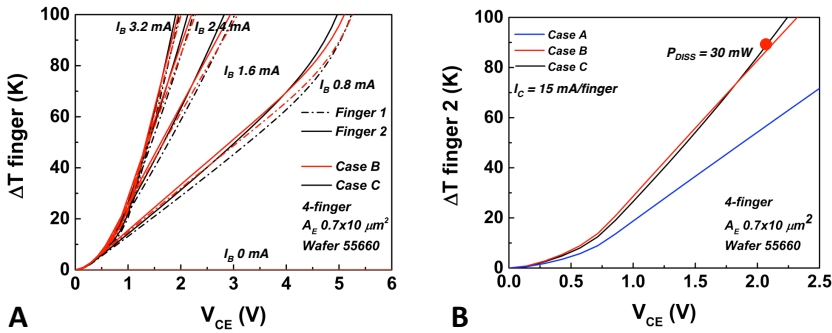 100
80
60
40
20
0
ΔT finger (K)
I_B 3.2 mA
I_B 2.4 mA
I_B 1.6 mA
I_B 0.8 mA
Finger 1
Finger 2
Case B
Case C
4-finger
A_E 0.7x10 μm²
Wafer 55660
I_B 0 mA
0 1 2 3 4 5 6
V_CE (V)
A
100
80
60
40
20
0
ΔT finger 2 (K)
Case A
Case B
Case C
P_DISS = 30 mW
I_C = 15 mA/finger
4-finger
A_E 0.7x10 μm²
Wafer 55660
0.0 0.5 1.0 1.5 2.0 2.5
V_CE (V)
B